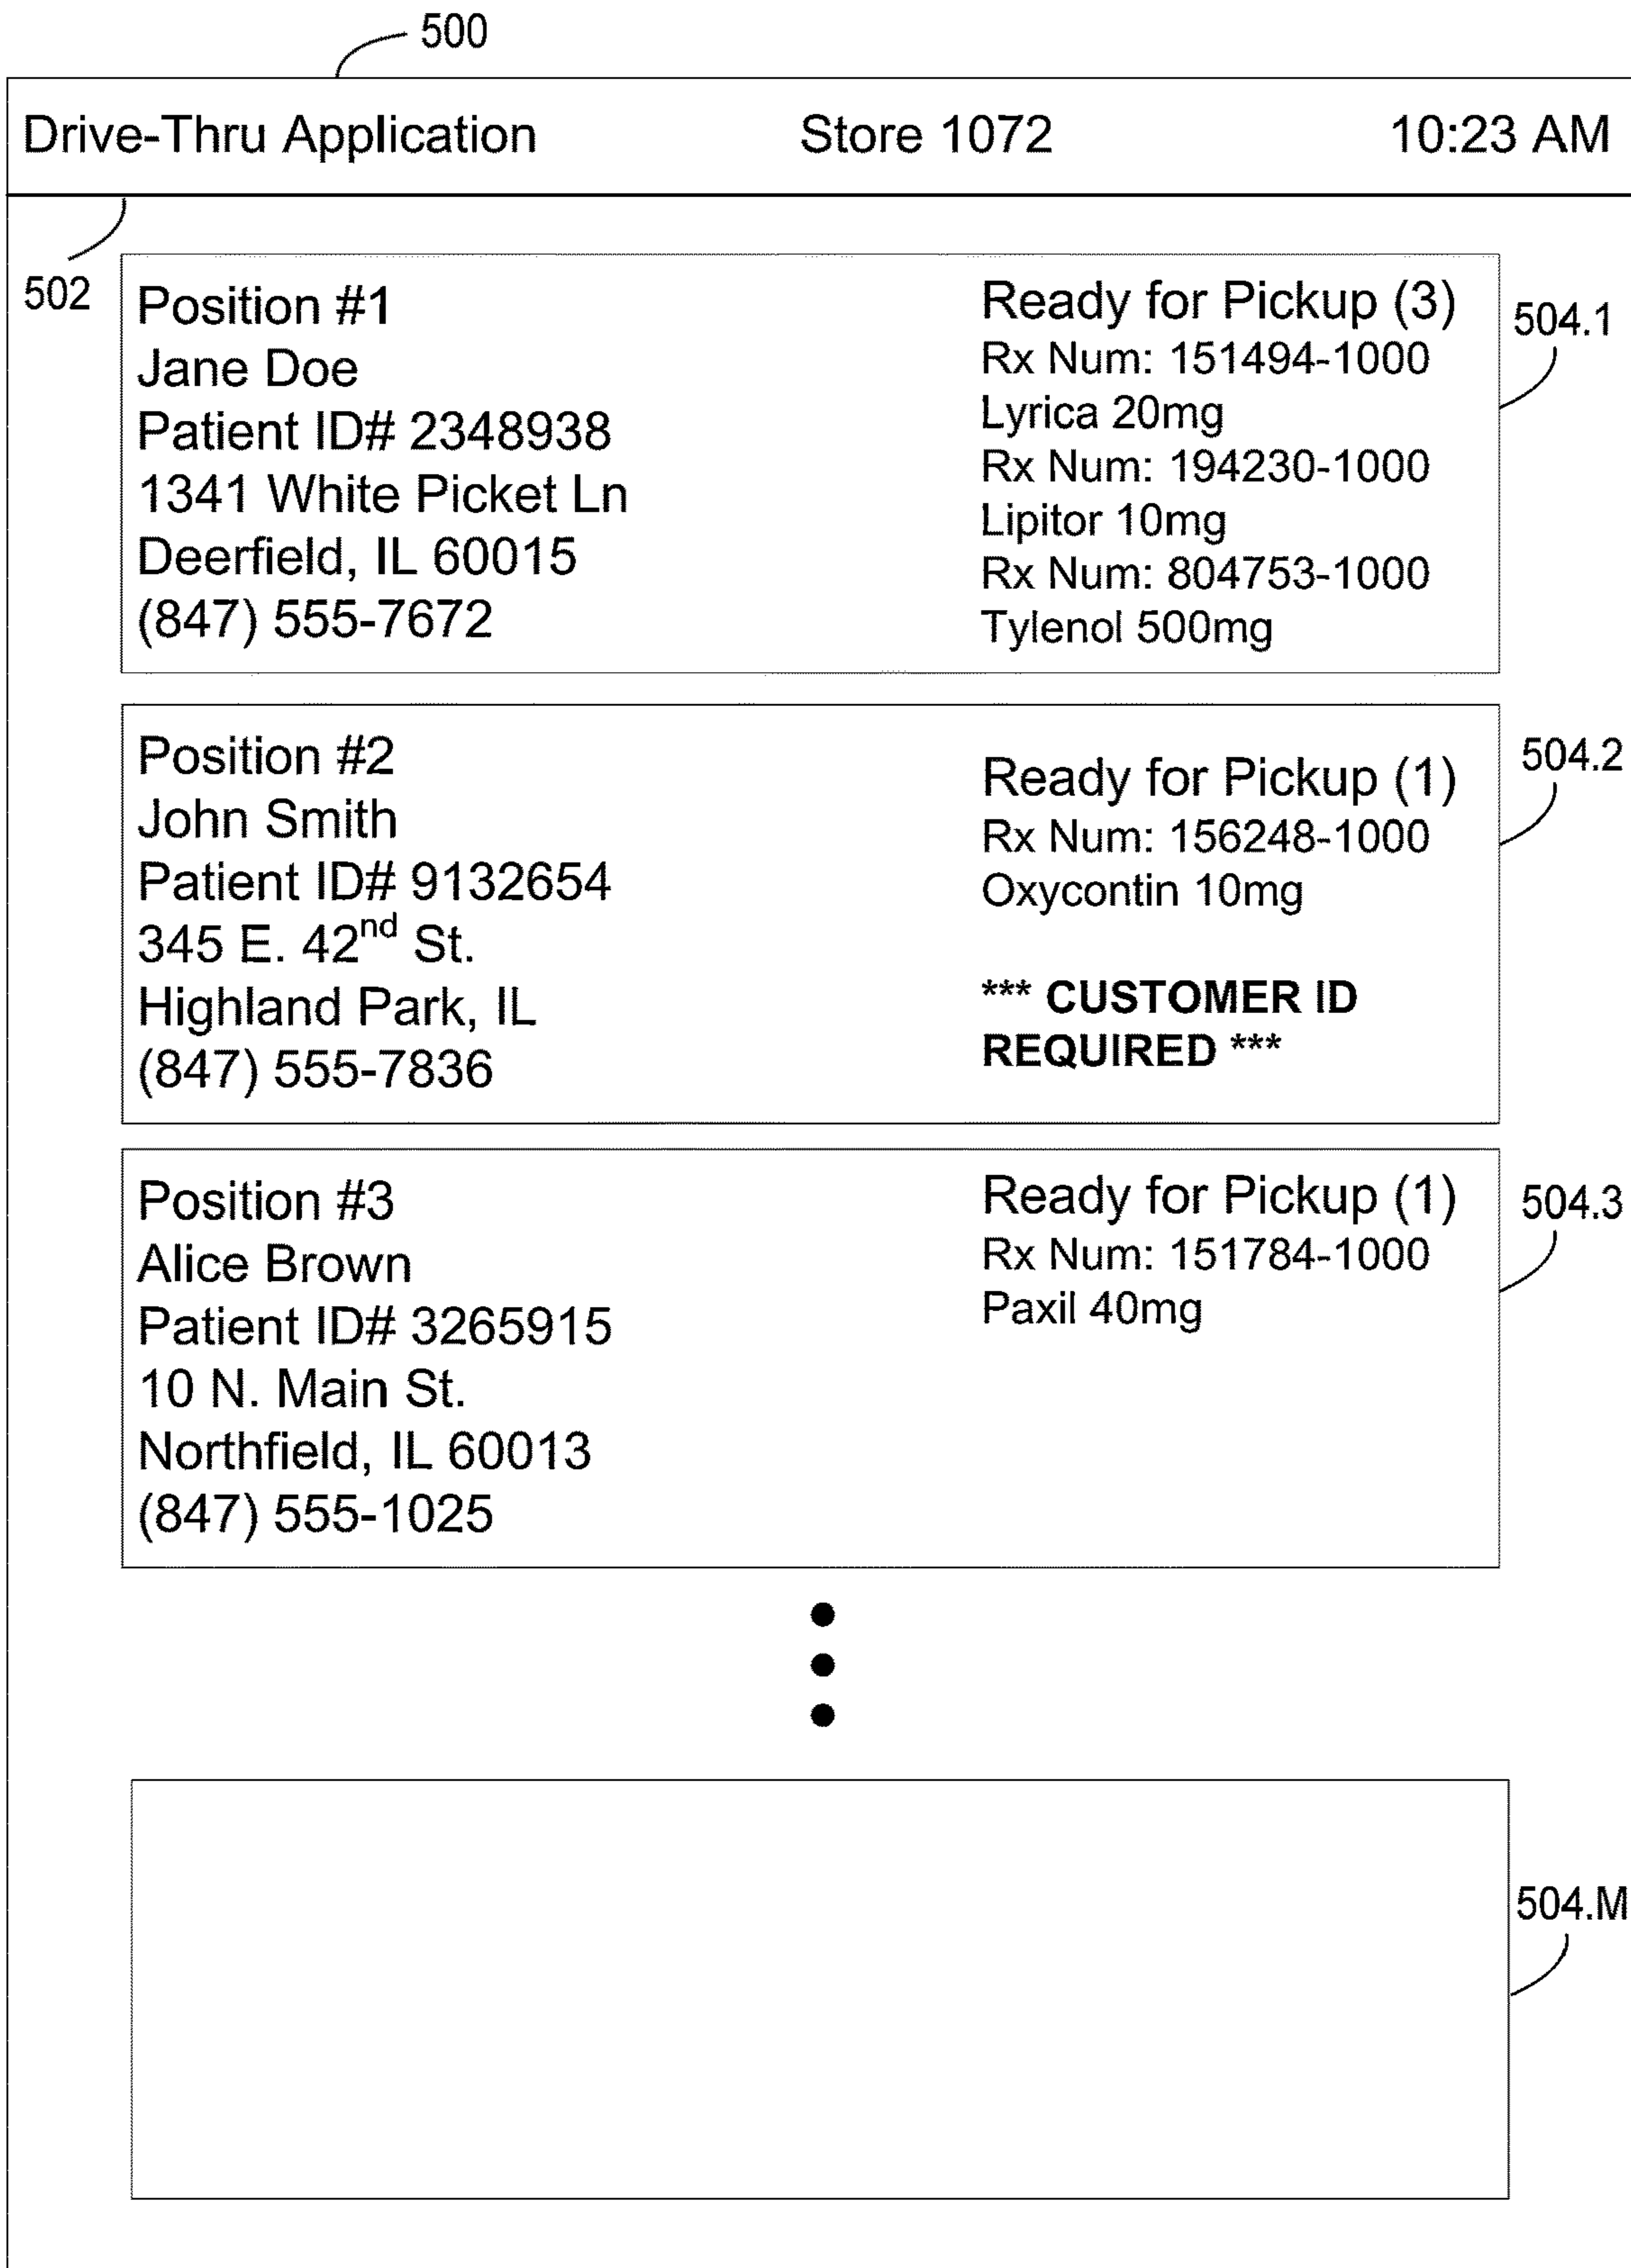 500
Drive-Thru Application Store 1072 10:23 AM
502
Position #1
Jane Doe
Patient ID# 2348938
1341 White Picket Ln
Deerfield, IL 60015
(847) 555-7672
Ready for Pickup (3)
Rx Num: 151494-1000
Lyrica 20mg
Rx Num: 194230-1000
Lipitor 10mg
Rx Num: 804753-1000
Tylenol 500mg
504.1
Position #2
John Smith
Patient ID# 9132654
345 E. 42nd St.
Highland Park, IL
(847) 555-7836
Ready for Pickup (1)
Rx Num: 156248-1000
Oxycontin 10mg
*** CUSTOMER ID
REQUIRED ***
504.2
Position #3
Alice Brown
Patient ID# 3265915
10 N. Main St.
Northfield, IL 60013
(847) 555-1025
Ready for Pickup (1)
Rx Num: 151784-1000
Paxil 40mg
504.3
504.M